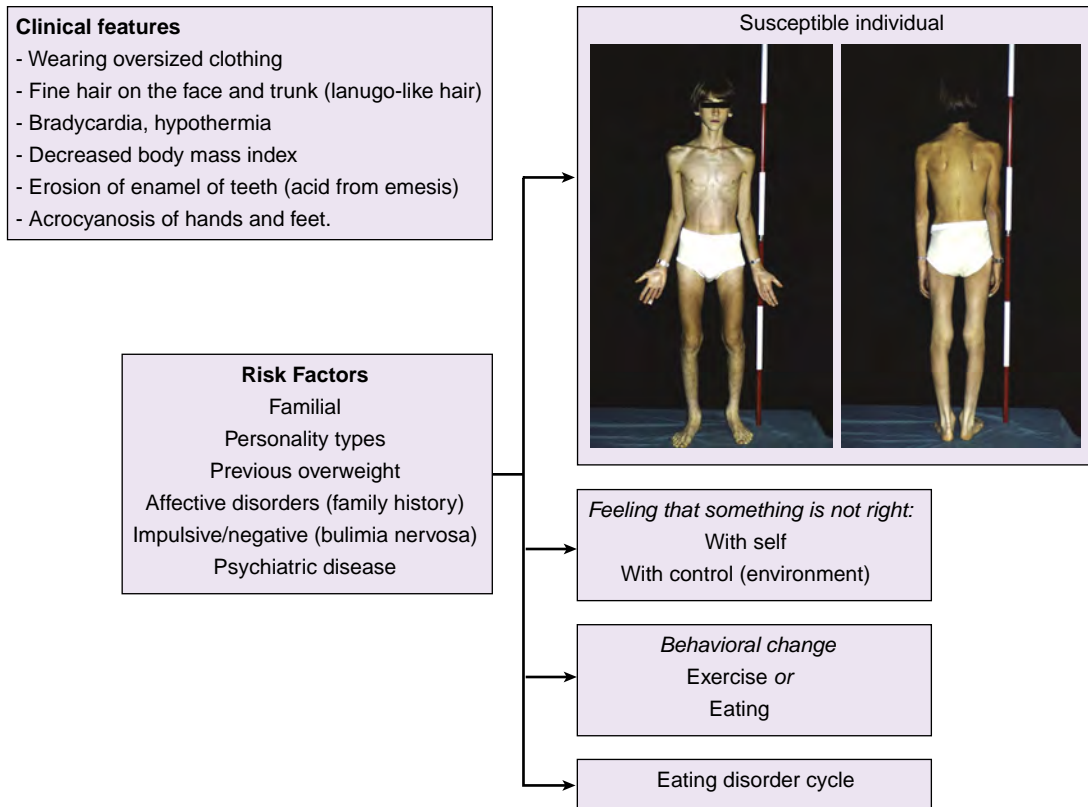 Clinical features
- Wearing oversized clothing
- Fine hair on the face and trunk (lanugo-like hair)
- Bradycardia, hypothermia
- Decreased body mass index
- Erosion of enamel of teeth (acid from emesis)
- Acrocyanosis of hands and feet.
Susceptible individual
Risk Factors
Familial
Personality types
Previous overweight
Affective disorders (family history)
Impulsive/negative (bulimia nervosa)
Psychiatric disease
Feeling that something is not right:
With self
With control (environment)
Behavioral change
Exercise or
Eating
Eating disorder cycle